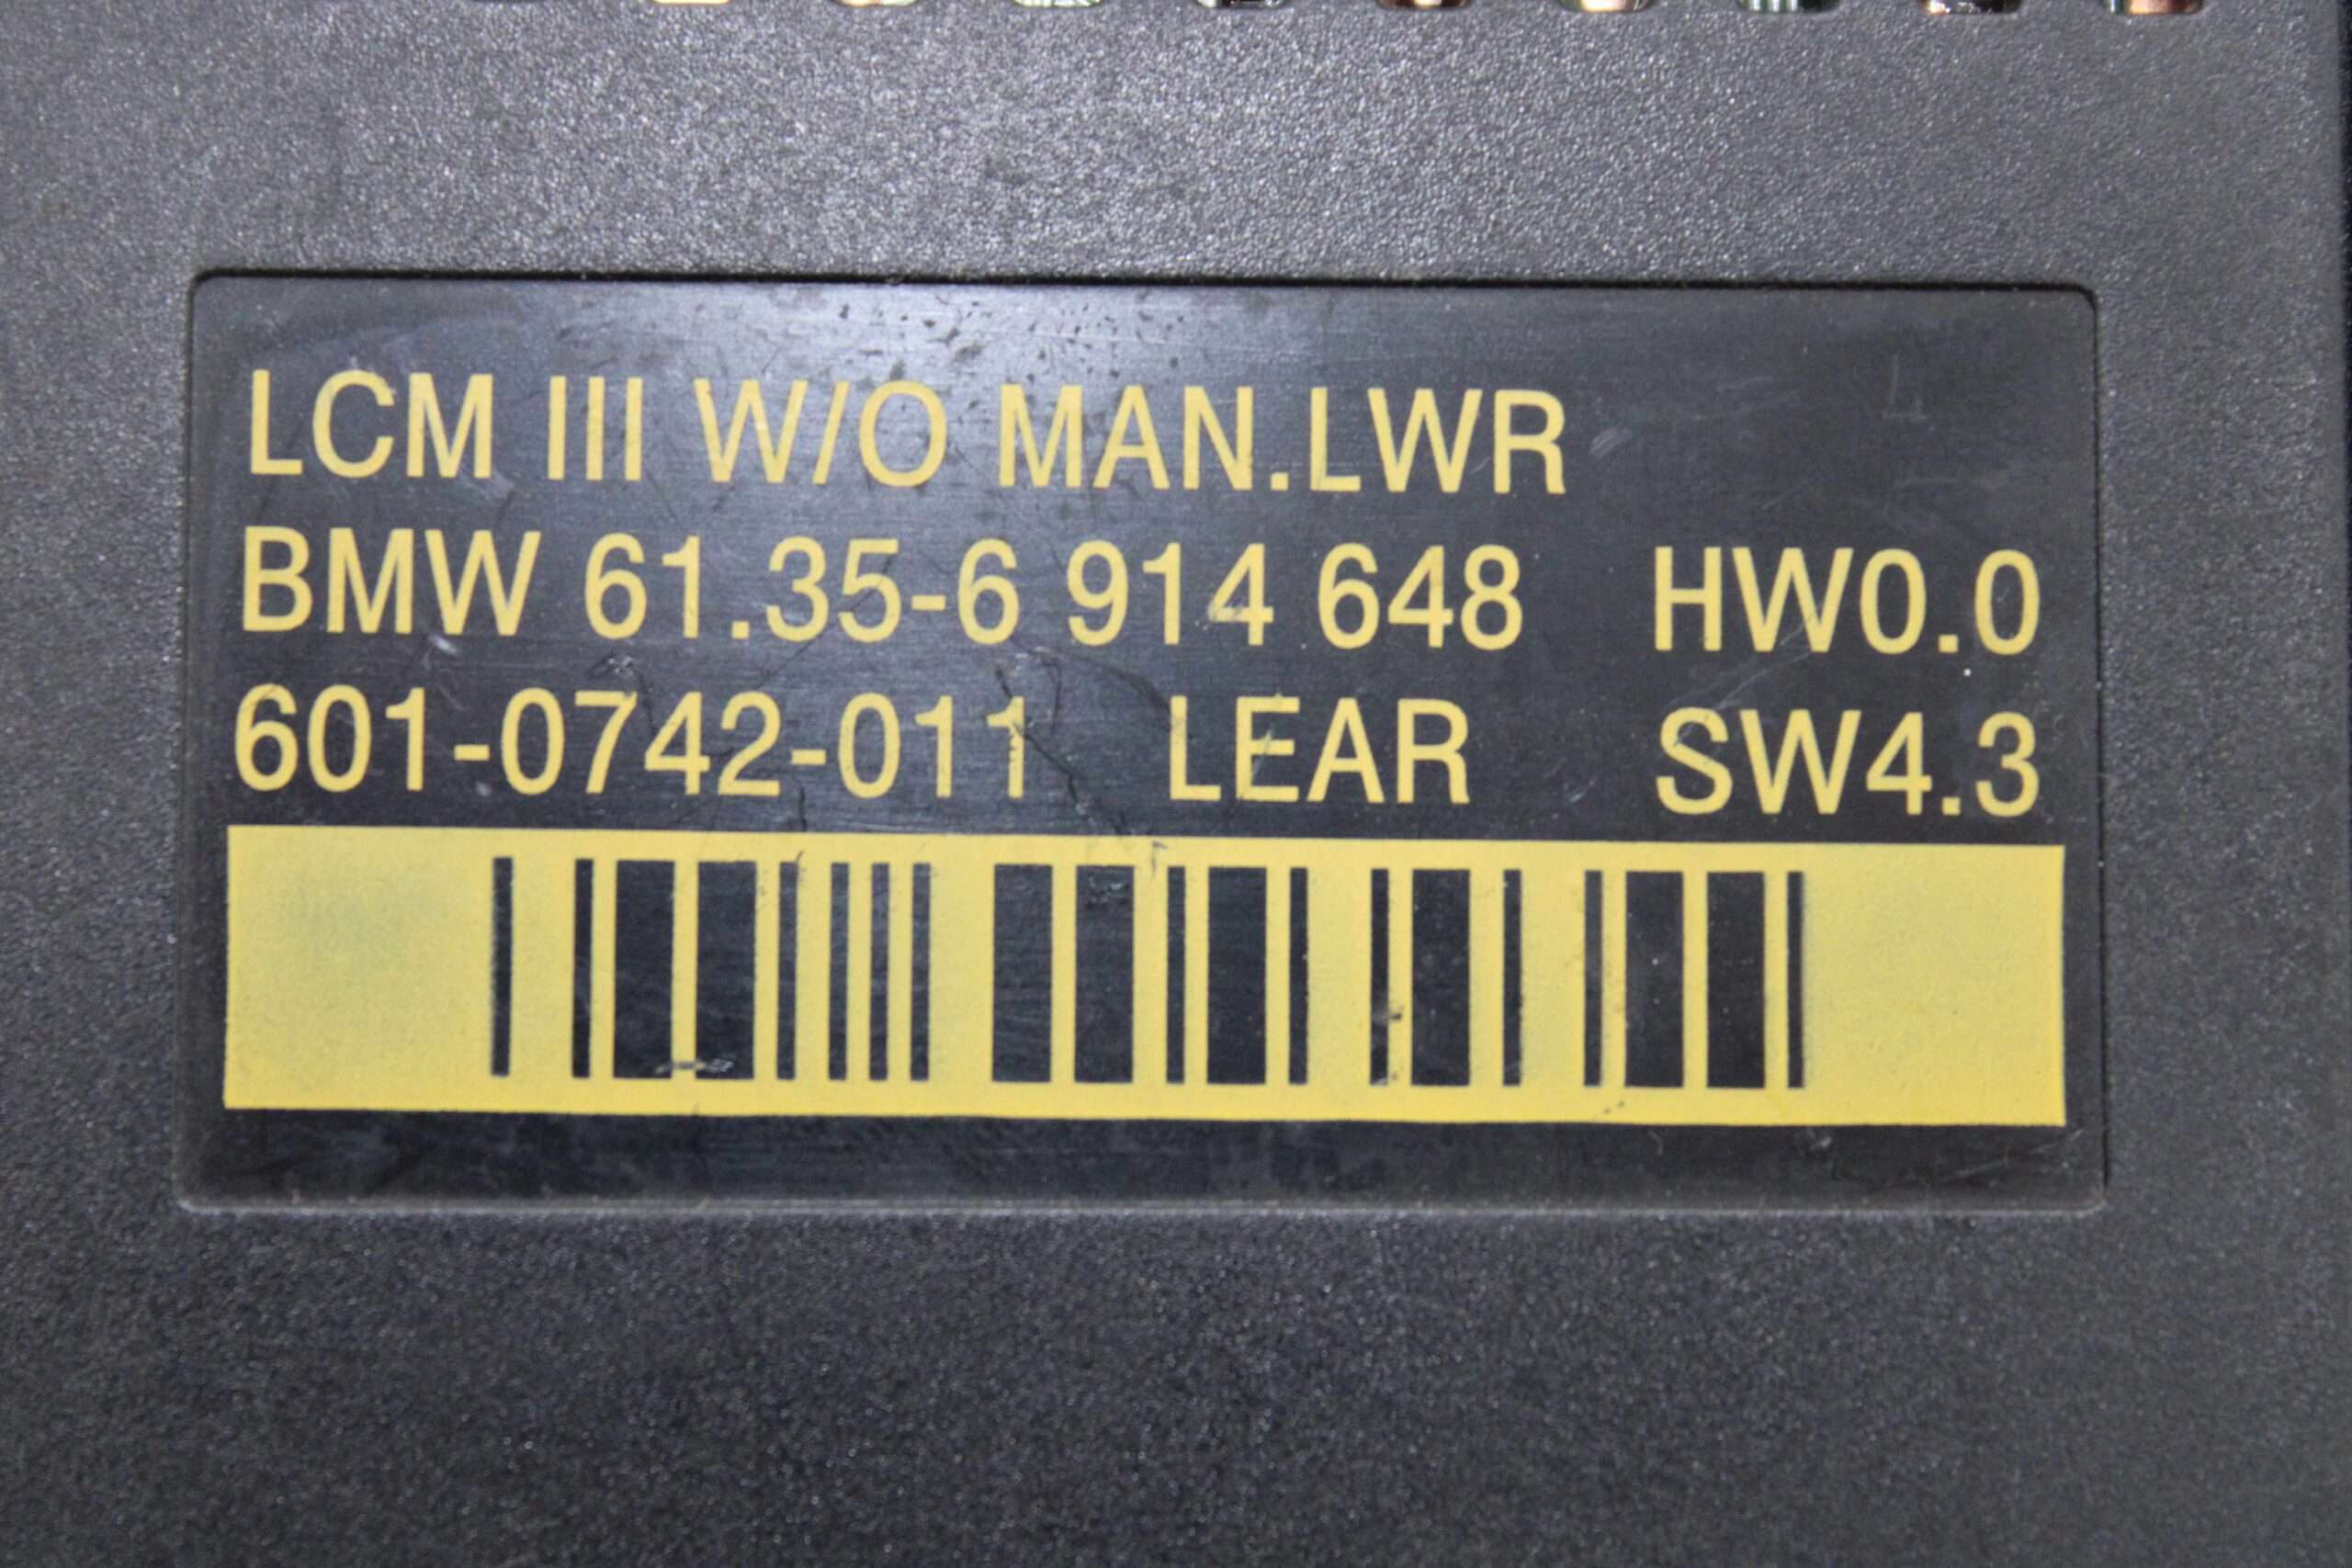 LCM III W/O MAN.LWR
BMW 61.35-6 914 648 HW0.0
601-0742-011 LEAR SW4.3